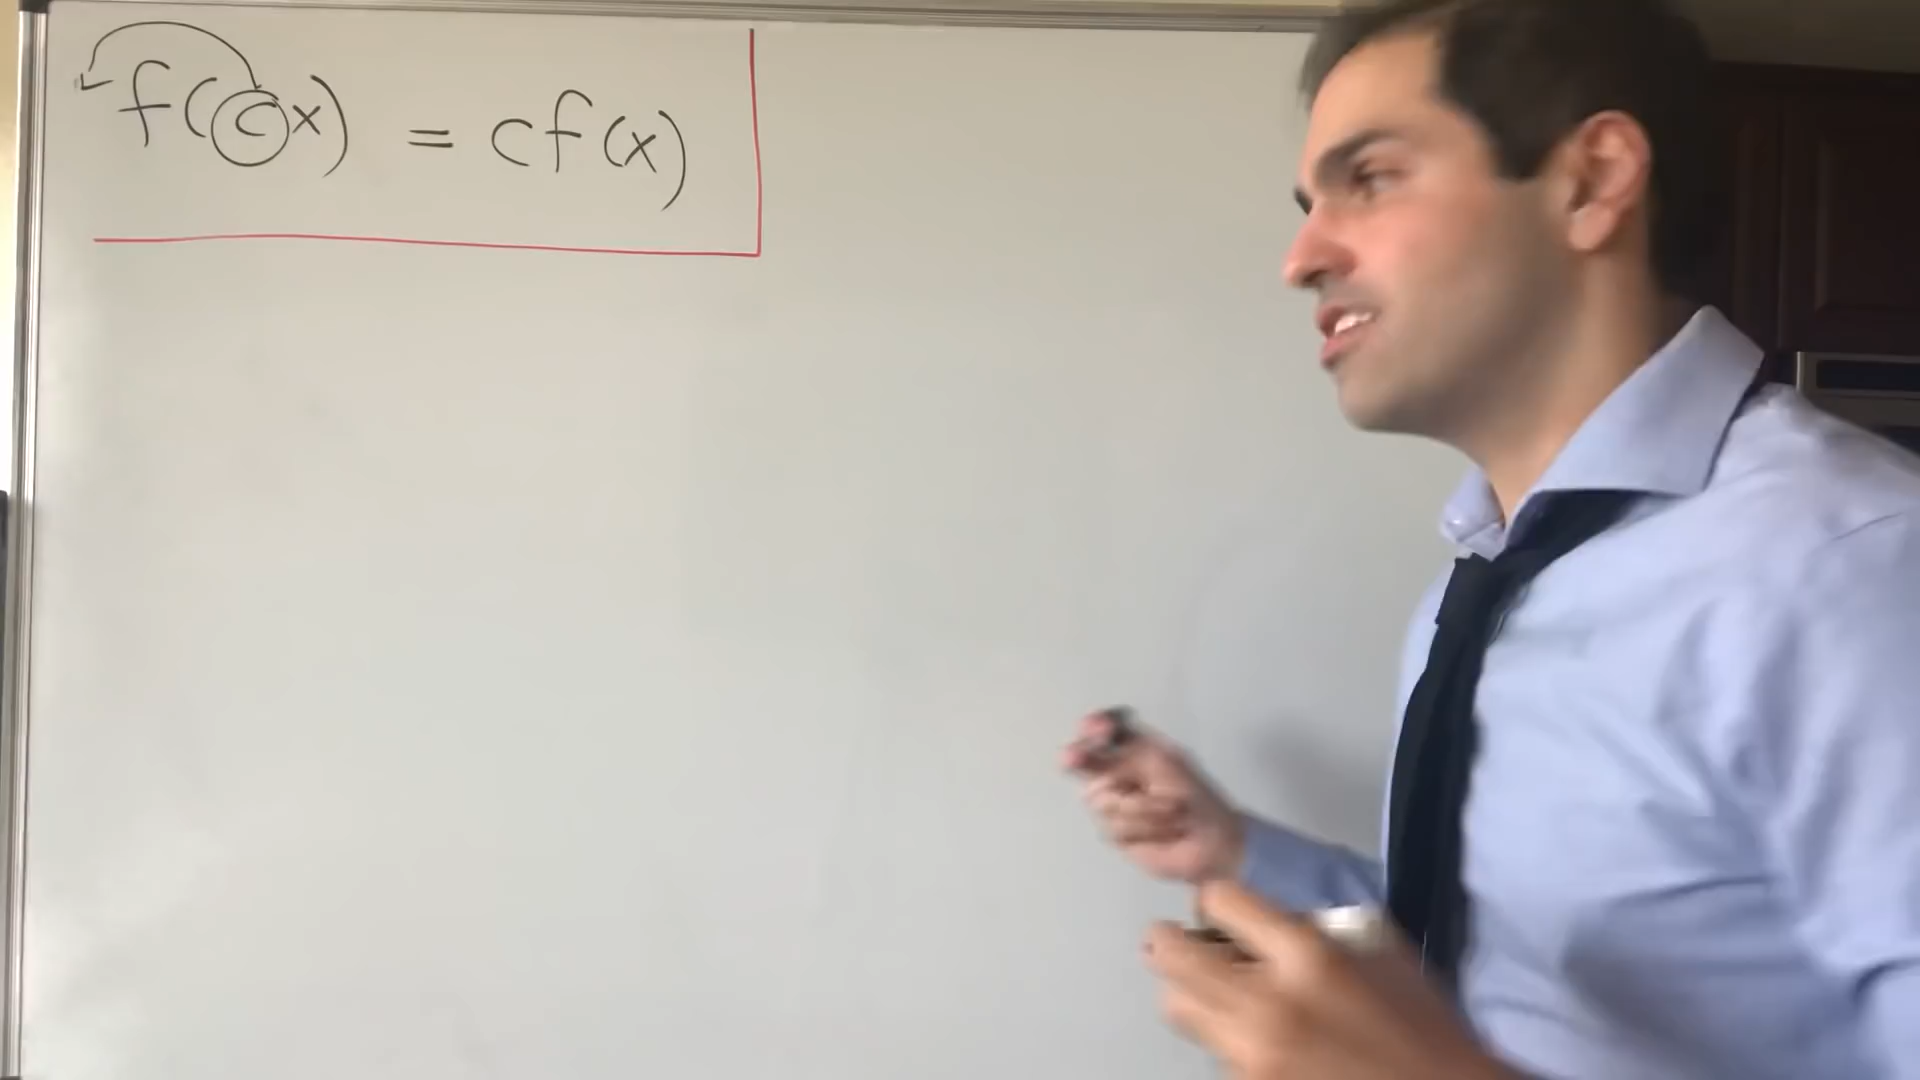 f(cx) = cf(x)